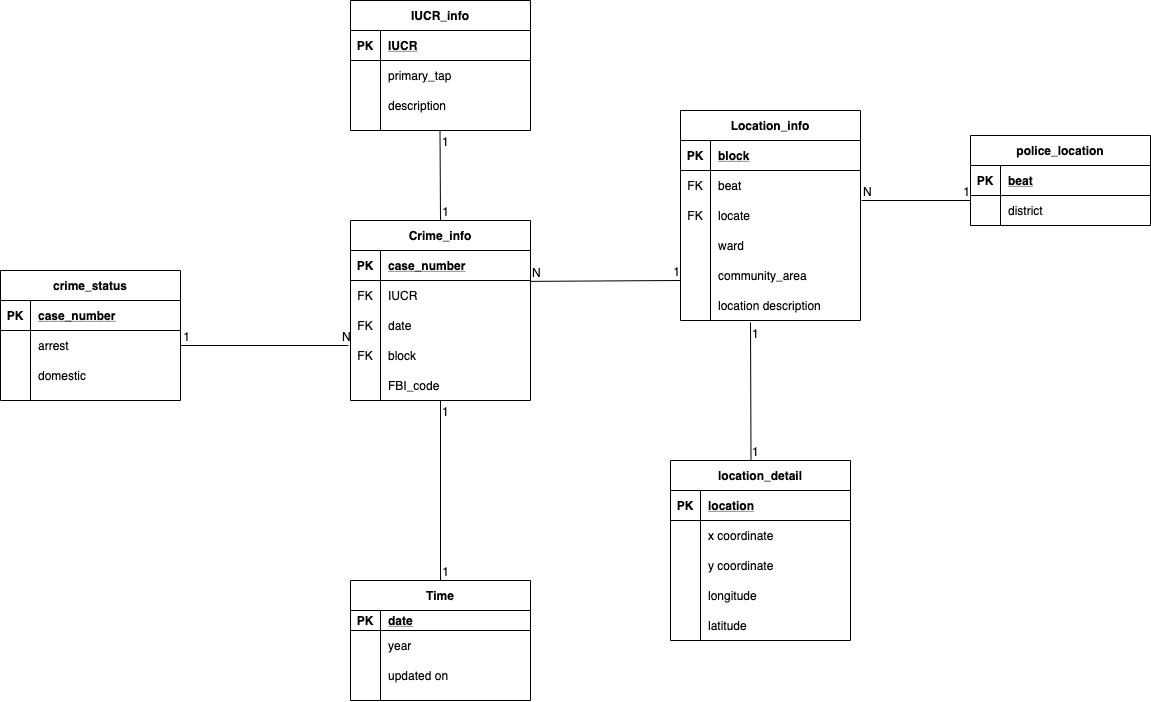 IUCR_info
PK IUCR
primary_tap
description
1
1
Location_info
PK block
FK beat
FK locate
ward
community_area
location description
N
1
police_location
PK beat
district
Crime_info
PK case_number
FK IUCR
FK date
FK block
FBI_code
N
1
crime_status
PK case_number
arrest
domestic
1
N
1
1
location_detail
PK location
x coordinate
y coordinate
longitude
latitude
1
1
Time
PK date
year
updated on